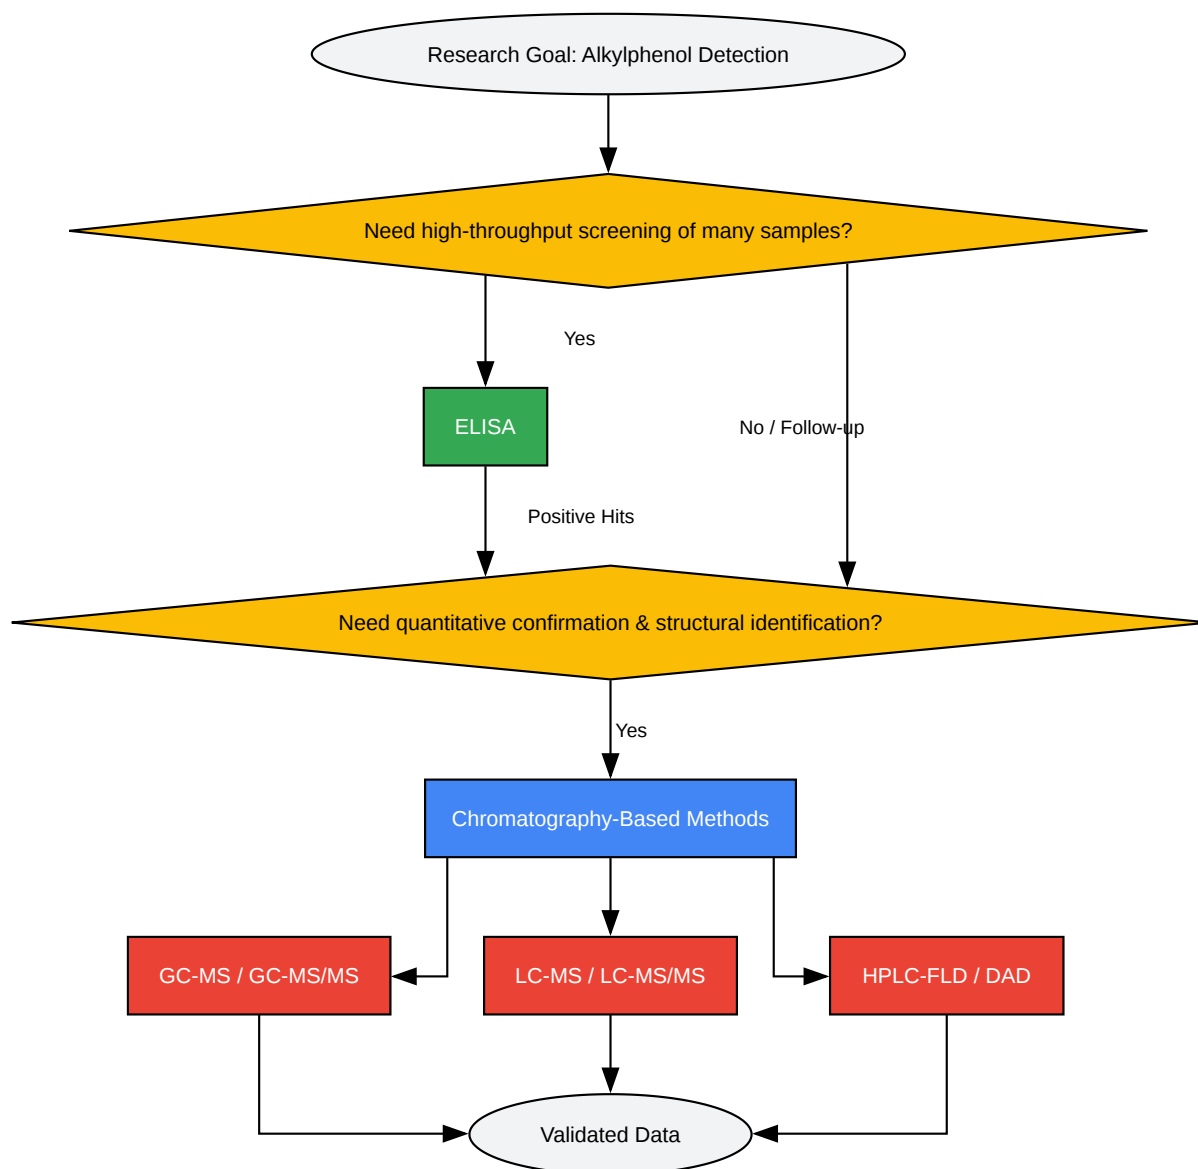 Research Goal: Alkylphenol Detection
Need high-throughput screening of many samples?
Yes
ELISA
No / Follow-up
Positive Hits
Need quantitative confirmation & structural identification?
Yes
Chromatography-Based Methods
GC-MS / GC-MS/MS
LC-MS / LC-MS/MS
HPLC-FLD / DAD
Validated Data